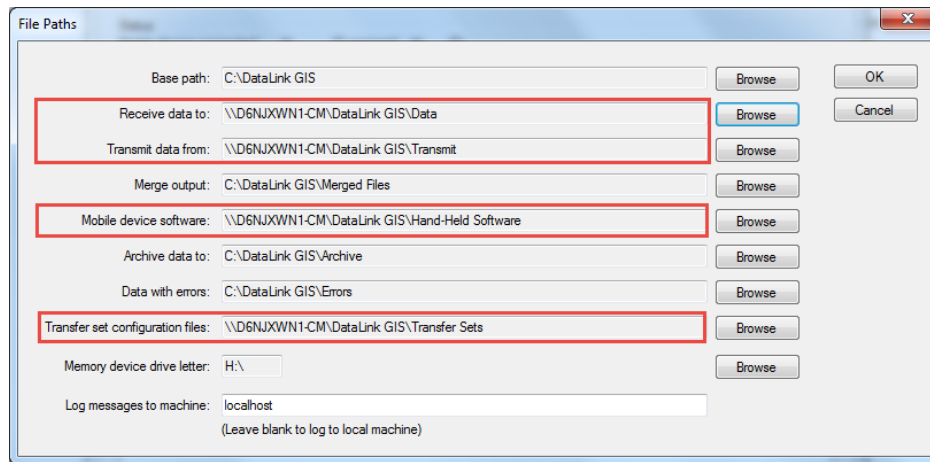 File Paths
Base path: C:\DataLink GIS Browse OK
Receive data to: \\D6NJXWN1-CM\DataLink GIS\Data Browse Cancel
Transmit data from: \\D6NJXWN1-CM\DataLink GIS\Transmit Browse
Merge output: C:\DataLink GIS\Merged Files Browse
Mobile device software: \\D6NJXWN1-CM\DataLink GIS\Hand-Held Software Browse
Archive data to: C:\DataLink GIS\Archive Browse
Data with errors: C:\DataLink GIS\Errors Browse
Transfer set configuration files: \\D6NJXWN1-CM\DataLink GIS\Transfer Sets Browse
Memory device drive letter: H:\ Browse
Log messages to machine: localhost
(Leave blank to log to local machine)